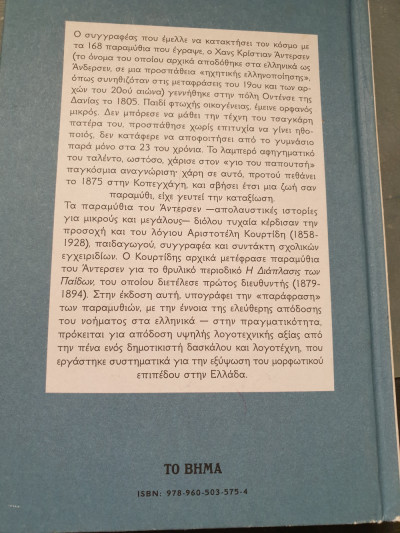 Ο συγγραφέας που έμελλε να κατακτήσει τον κόσμο με
τα 168 παραμύθια που έγραψε, ο Χανς Κρίστιαν Άντερσεν
(το όνομα του οποίου αρχικά αποδόθηκε στα ελληνικά ως
Άνδερσεν, σε μια προσπάθεια «ηχητικής ελληνοποίησης»,
όπως συνηθιζόταν στις μεταφράσεις του 19ου και των αρ-
χών του 20ού αιώνα) γεννήθηκε στην πόλη Οντένσε της
Δανίας το 1805. Παιδί φτωχής οικογένειας, έμεινε ορφανός
μικρός. Δεν μπόρεσε να μάθει την τέχνη του τσαγκάρη
πατέρα του, προσπάθησε χωρίς επιτυχία να γίνει ηθο-
ποιός, δεν κατάφερε να αποφοιτήσει από το γυμνάσιο
παρά μόνο στα 23 του χρόνια. Το λαμπερό αφηγηματικό
του ταλέντο, ωστόσο, χάρισε στον «γιο του παπουτσή»
παγκόσμια αναγνώριση· χάρη σε αυτό, προτού πεθάνει
το 1875 στην Κοπεγχάγη, και σβήσει έτσι μια ζωή σαν
παραμύθι, είχε γευτεί την καταξίωση.
Τα παραμύθια του Άντερσεν —απολαυστικές ιστορίες
για μικρούς και μεγάλους— διόλου τυχαία κέρδισαν την
προσοχή και του λόγιου Αριστοτέλη Κουρτίδη (1858-
1928), παιδαγωγού, συγγραφέα και συντάκτη σχολικών
εγχειριδίων. Ο Κουρτίδης αρχικά μετέφρασε παραμύθια
του Άντερσεν για το θρυλικό περιοδικό Η Διάπλασις των
Παίδων, του οποίου διετέλεσε πρώτος διευθυντής (1879-
1894). Στην έκδοση αυτή, υπογράφει την «παράφραση»
των παραμυθιών, με την έννοια της ελεύθερης απόδοσης
του νοήματος στα ελληνικά — στην πραγματικότητα,
πρόκειται για απόδοση υψηλής λογοτεχνικής αξίας από
την πένα ενός δημοτικιστή δασκάλου και λογοτέχνη, που
εργάστηκε συστηματικά για την εξύψωση του μορφωτικού
επιπέδου στην Ελλάδα.
ΤΟ ΒΗΜΑ
ISBN: 978-960-503-575-4